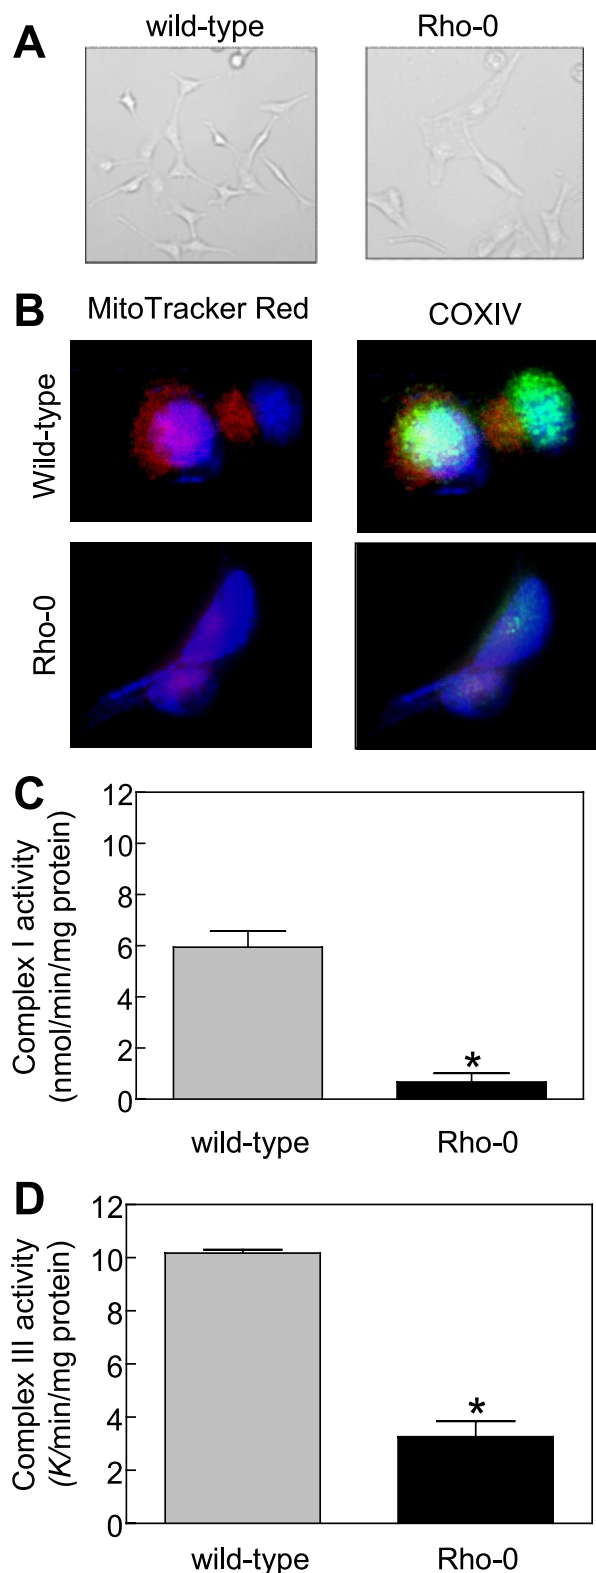 A
wild-type
Rho-0
B
MitoTracker Red
COXIV
Wild-type
Rho-0
C
Complex I activity
(nmol/min/mg protein)
12
10
8
6
4
2
0
*
wild-type
Rho-0
D
Complex III activity
(K/min/mg protein)
12
10
8
6
4
2
0
*
wild-type
Rho-0